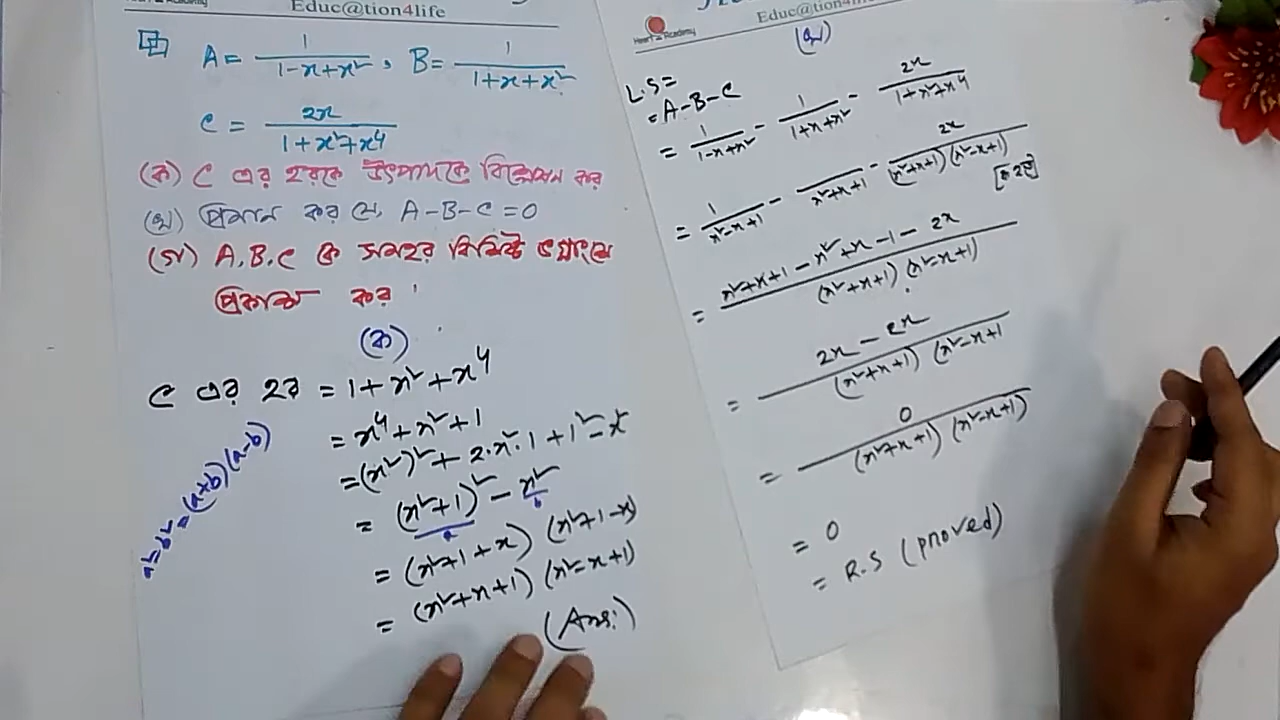 Educ@tion4life
A = 1/(1-x+x²), B = 1/(1+x+x²)
C = 2x/(1+x²+x⁴)
(ক) C এর হরকে উৎপাদকে বিশ্লেষন কর
(খ) প্রমান কর যে, A-B-C=0
(গ) A, B, C কে সমহর বিশিষ্ট ভগ্নাংশে
প্রকাশ কর ।
(ক)
C এর হর = 1+x²+x⁴
= x⁴+x²+1
= (x²)²+2.x².1+1²-x²
= (x²+1)²-x²
a b
= (x²+1+x) (x²+1-x)
= (x²+x+1) (x²-x+1)
(Ans:)
a²-b²=(a+b)(a-b)
Heart Academy
Educ@tion4life
(খ)
L.S=
=A-B-C
= 1/(1-x+x²) - 1/(1+x+x²) - 2x/(1+x²+x⁴)
= 1/(x²-x+1) - 1/(x²+x+1) - 2x/((x²+x+1)(x²-x+1))
[ক হতে]
= (x²+x+1-x²+x-1-2x)/((x²+x+1)(x²-x+1))
= (2x-2x)/((x²+x+1)(x²-x+1
= 0/((x²+x+1)(x²-x+1))
= 0
= R.S (proved)